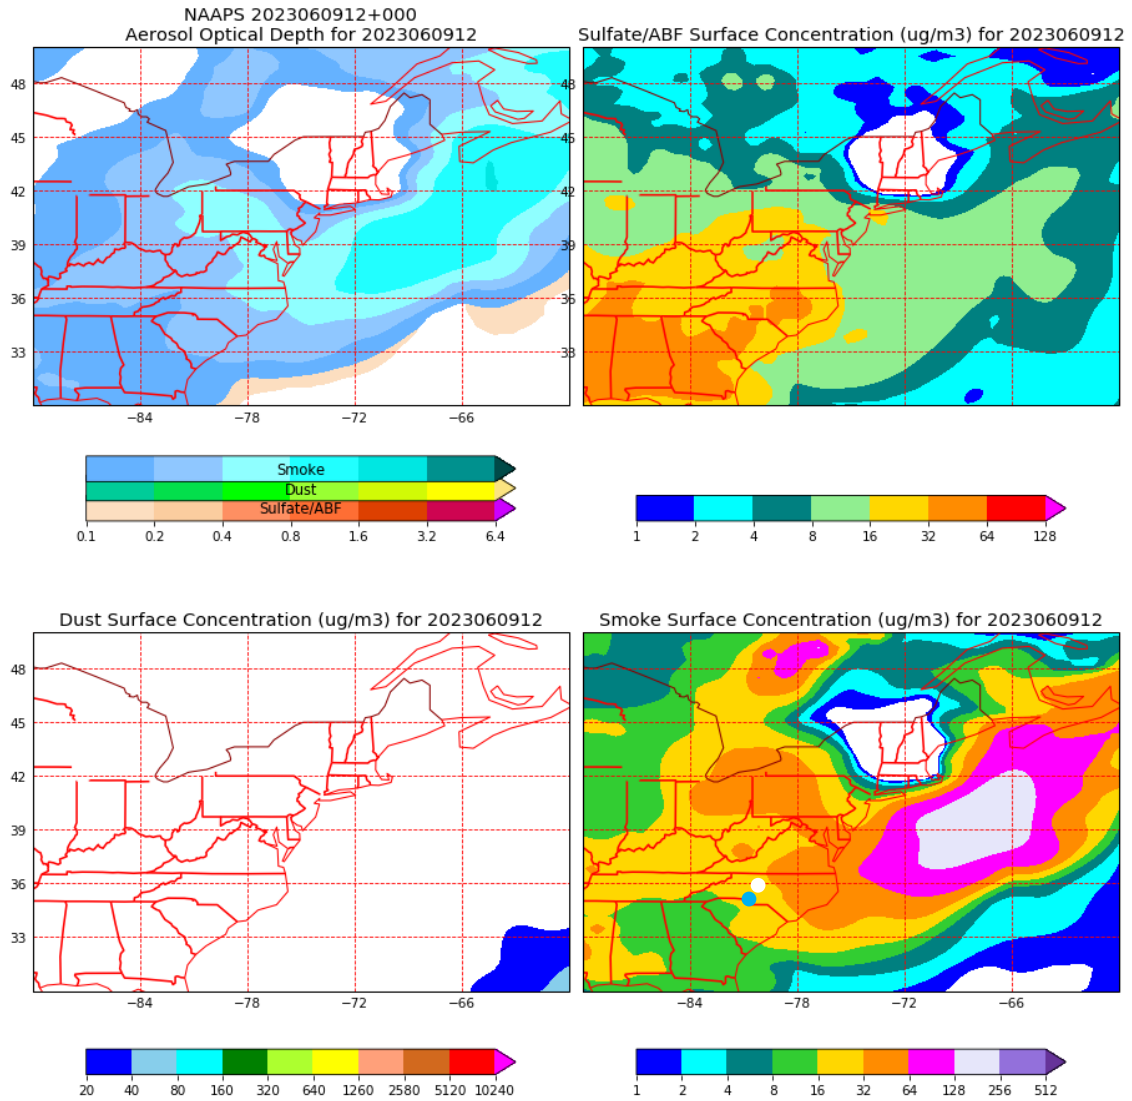 NAAPS 2023060912+000
Aerosol Optical Depth for 2023060912
Sulfate/ABF Surface Concentration (ug/m3) for 2023060912
48
45
42
39
36
33
−84 −78 −72 −66
48
45
42
39
36
33
Smoke
Dust
Sulfate/ABF
0.1 0.2 0.4 0.8 1.6 3.2 6.4
1 2 4 8 16 32 64 128
Dust Surface Concentration (ug/m3) for 2023060912
Smoke Surface Concentration (ug/m3) for 2023060912
48
45
42
39
36
33
−84 −78 −72 −66
−84 −78 −72 −66
20 40 80 160 320 640 1260 2580 5120 10240
1 2 4 8 16 32 64 128 256 512